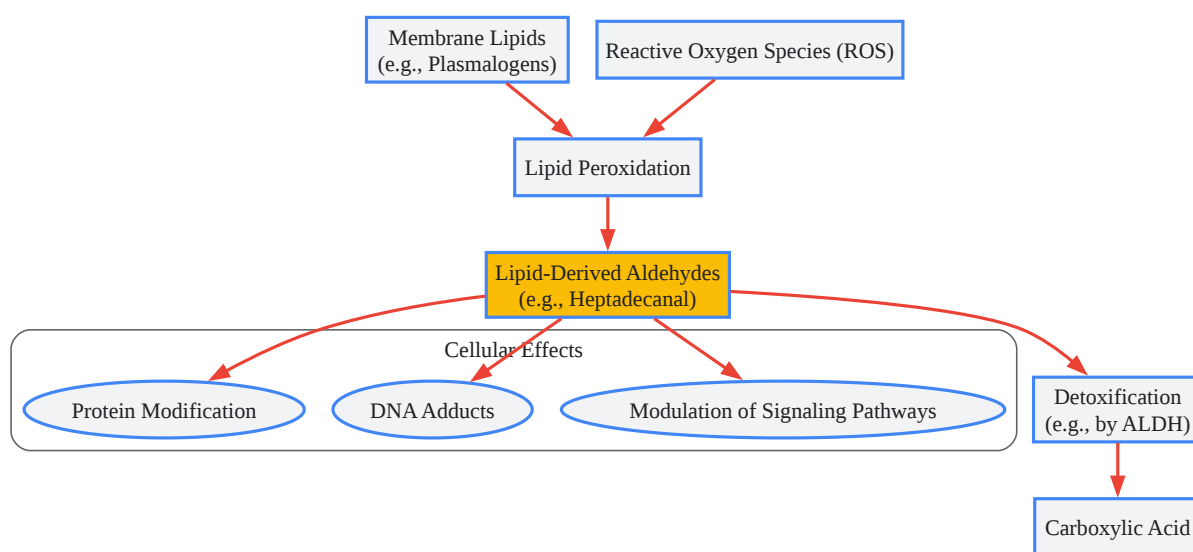 Membrane Lipids
(e.g., Plasmalogens)
Reactive Oxygen Species (ROS)
Lipid Peroxidation
Lipid-Derived Aldehydes
(e.g., Heptadecanal)
Cellular Effects
Protein Modification
DNA Adducts
Modulation of Signaling Pathways
Detoxification
(e.g., by ALDH)
Carboxylic Acid